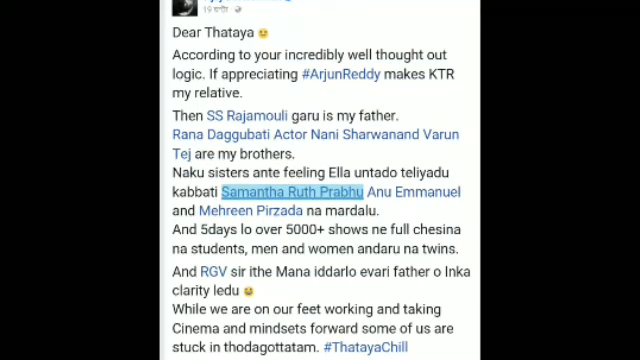 Dear Thataya 😉
According to your incredibly well thought out
logic. If appreciating #ArjunReddy makes KTR
my relative.
Then SS Rajamouli garu is my father.
Rana Daggubati Actor Nani Sharwanand Varun
Tej are my brothers.
Naku sisters ante feeling Ella untado teliyadu
kabbati Samantha Ruth Prabhu Anu Emmanuel
and Mehreen Pirzada na mardalu.
And 5days lo over 5000+ shows ne full chesina
na students, men and women andaru na twins.
And RGV sir ithe Mana iddarlo evari father o Inka
clarity ledu 😂
While we are on our feet working and taking
Cinema and mindsets forward some of us are
stuck in thodagottatam. #ThatayaChill